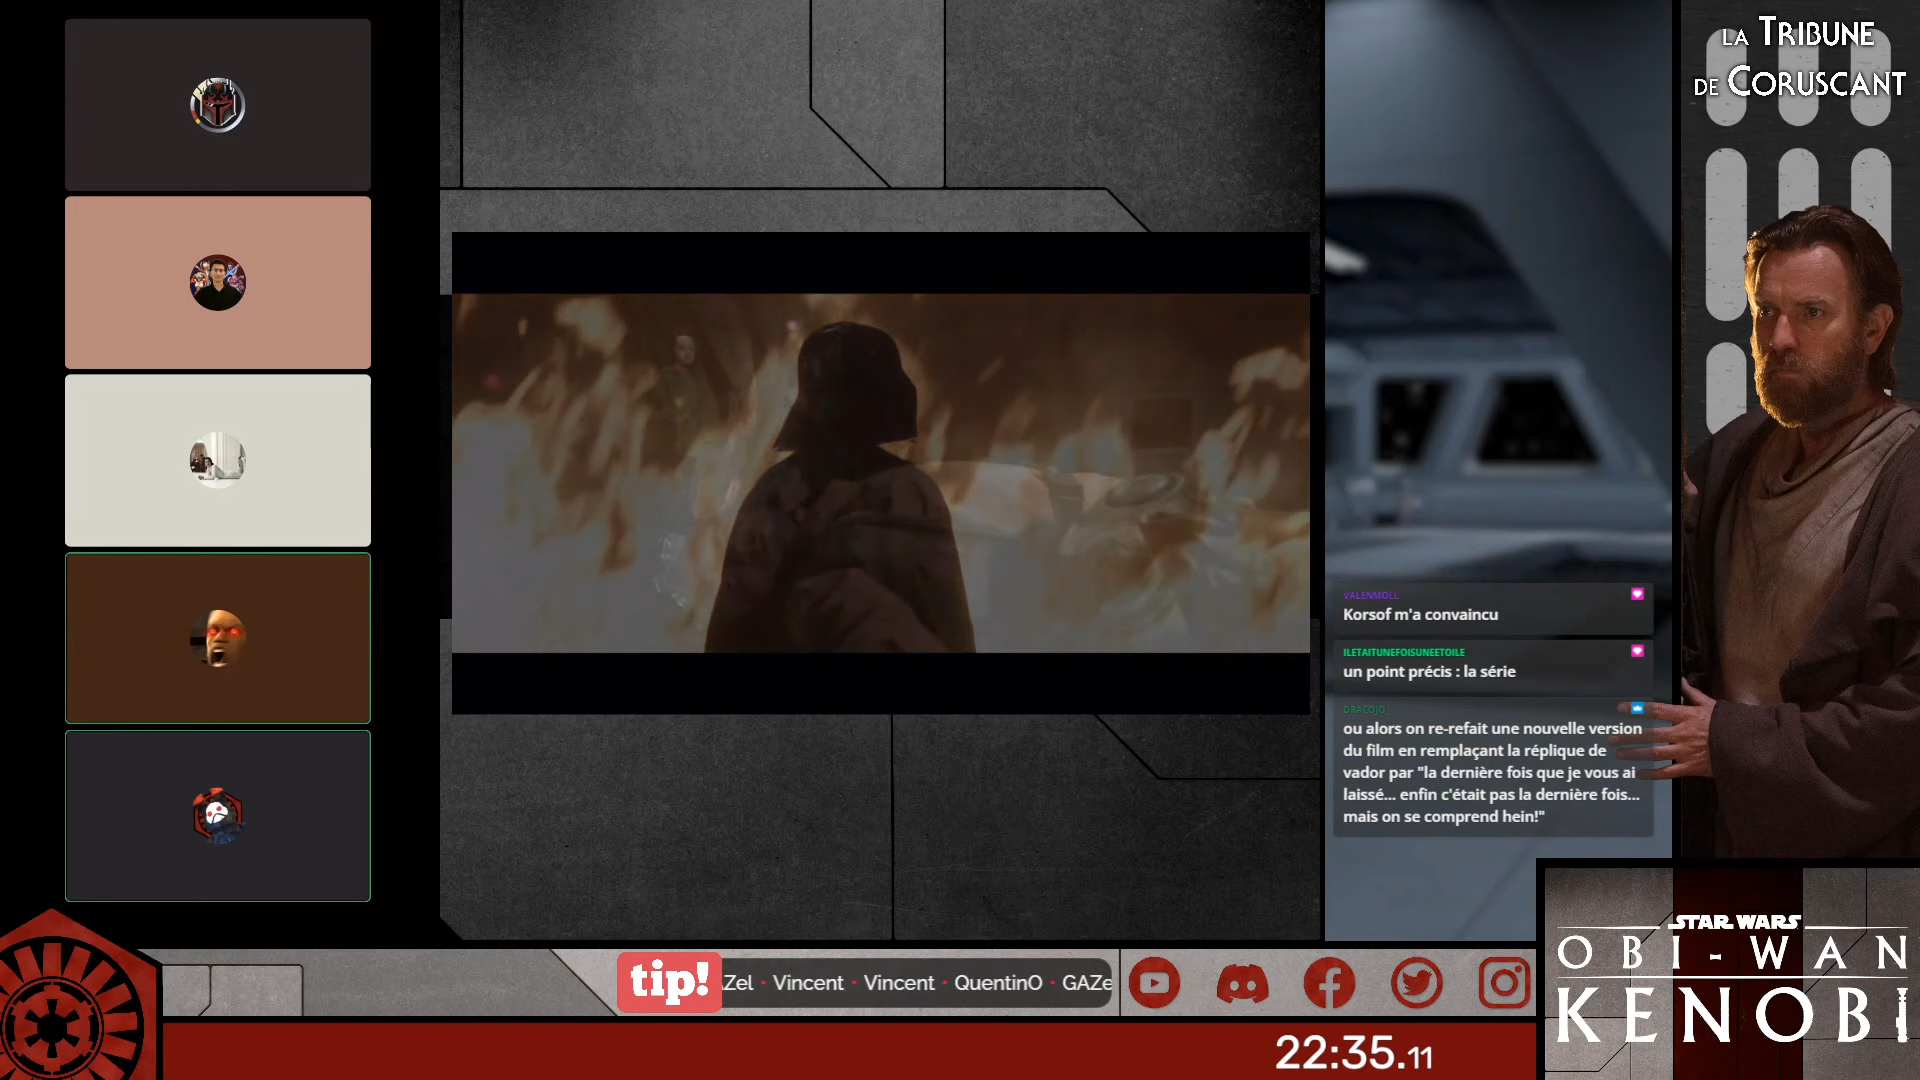 LA TRIBUNE
DE CORUSCANT
VALENMOLL
Korsof m'a convaincu
ILETAITUNEFOISUNEETOILE
un point précis : la série
DRACOJD_
ou alors on re-refait une nouvelle version
du film en remplaçant la réplique de
vador par "la dernière fois que je vous ai
laissé... enfin c'était pas la dernière fois...
mais on se comprend hein!"
STAR WARS
OBI-WAN
KENOBI
tip!
Zel • Vincent • Vincent • QuentinO • GAZe
22:35.11